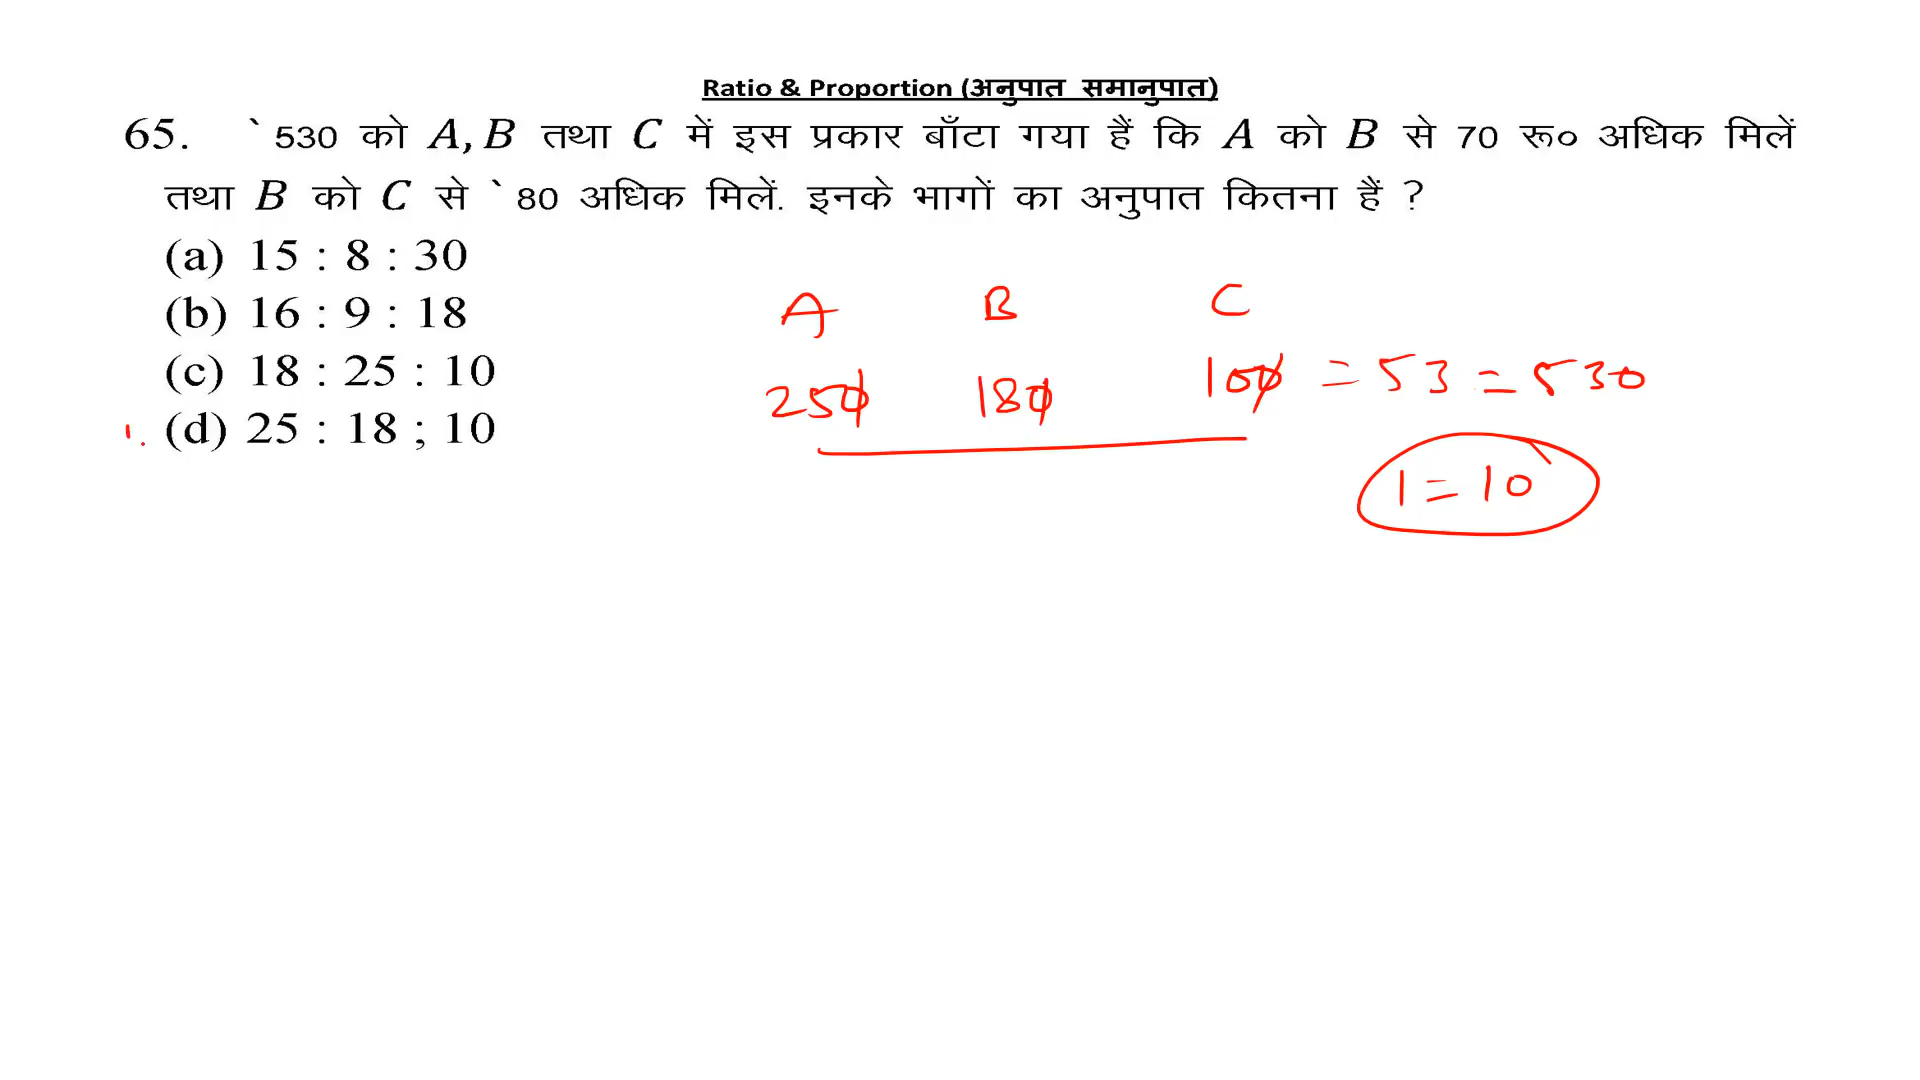 Ratio & Proportion (अनुपात समानुपात)
65. ` 530 को A, B तथा C में इस प्रकार बाँटा गया हैं कि A को B से 70 रू० अधिक मिलें
तथा B को C से ` 80 अधिक मिलें. इनके भागों का अनुपात कितना हैं ?
(a) 15 : 8 : 30
(b) 16 : 9 : 18
(c) 18 : 25 : 10
(d) 25 : 18 ; 10
A B C
250 180 100 = 53 = 530
1 = 10